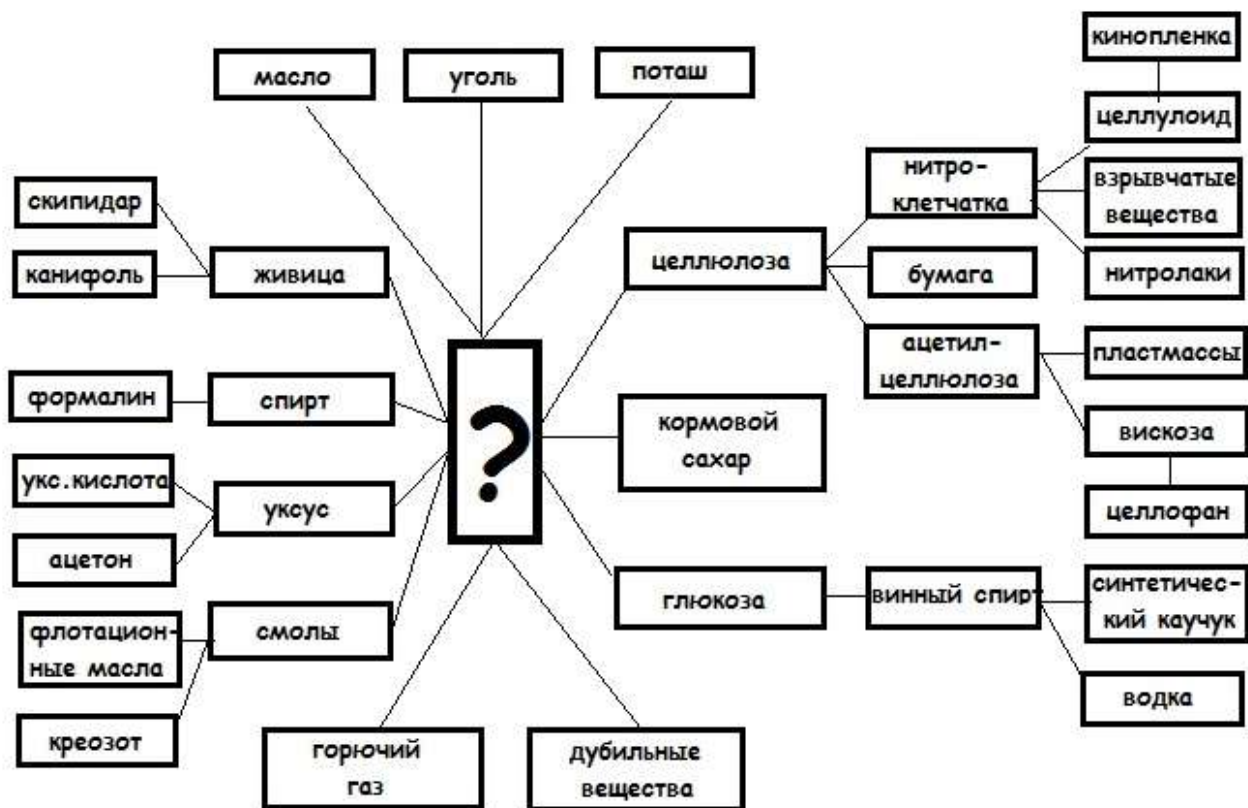 кинопленка
масло
уголь
поташ
целлулоид
нитро-
клетчатка
взрывчатые
вещества
скипидар
целлюлоза
канифоль
живица
бумага
нитролаки
ацетил-
целлюлоза
пластмассы
формалин
спирт
?
кормовой
сахар
вискоза
укс.кислота
уксус
целлофан
ацетон
глюкоза
винный спирт
синтетичес-
кий каучук
флотацион-
ные масла
смолы
водка
креозот
горючий
газ
дубильные
вещества